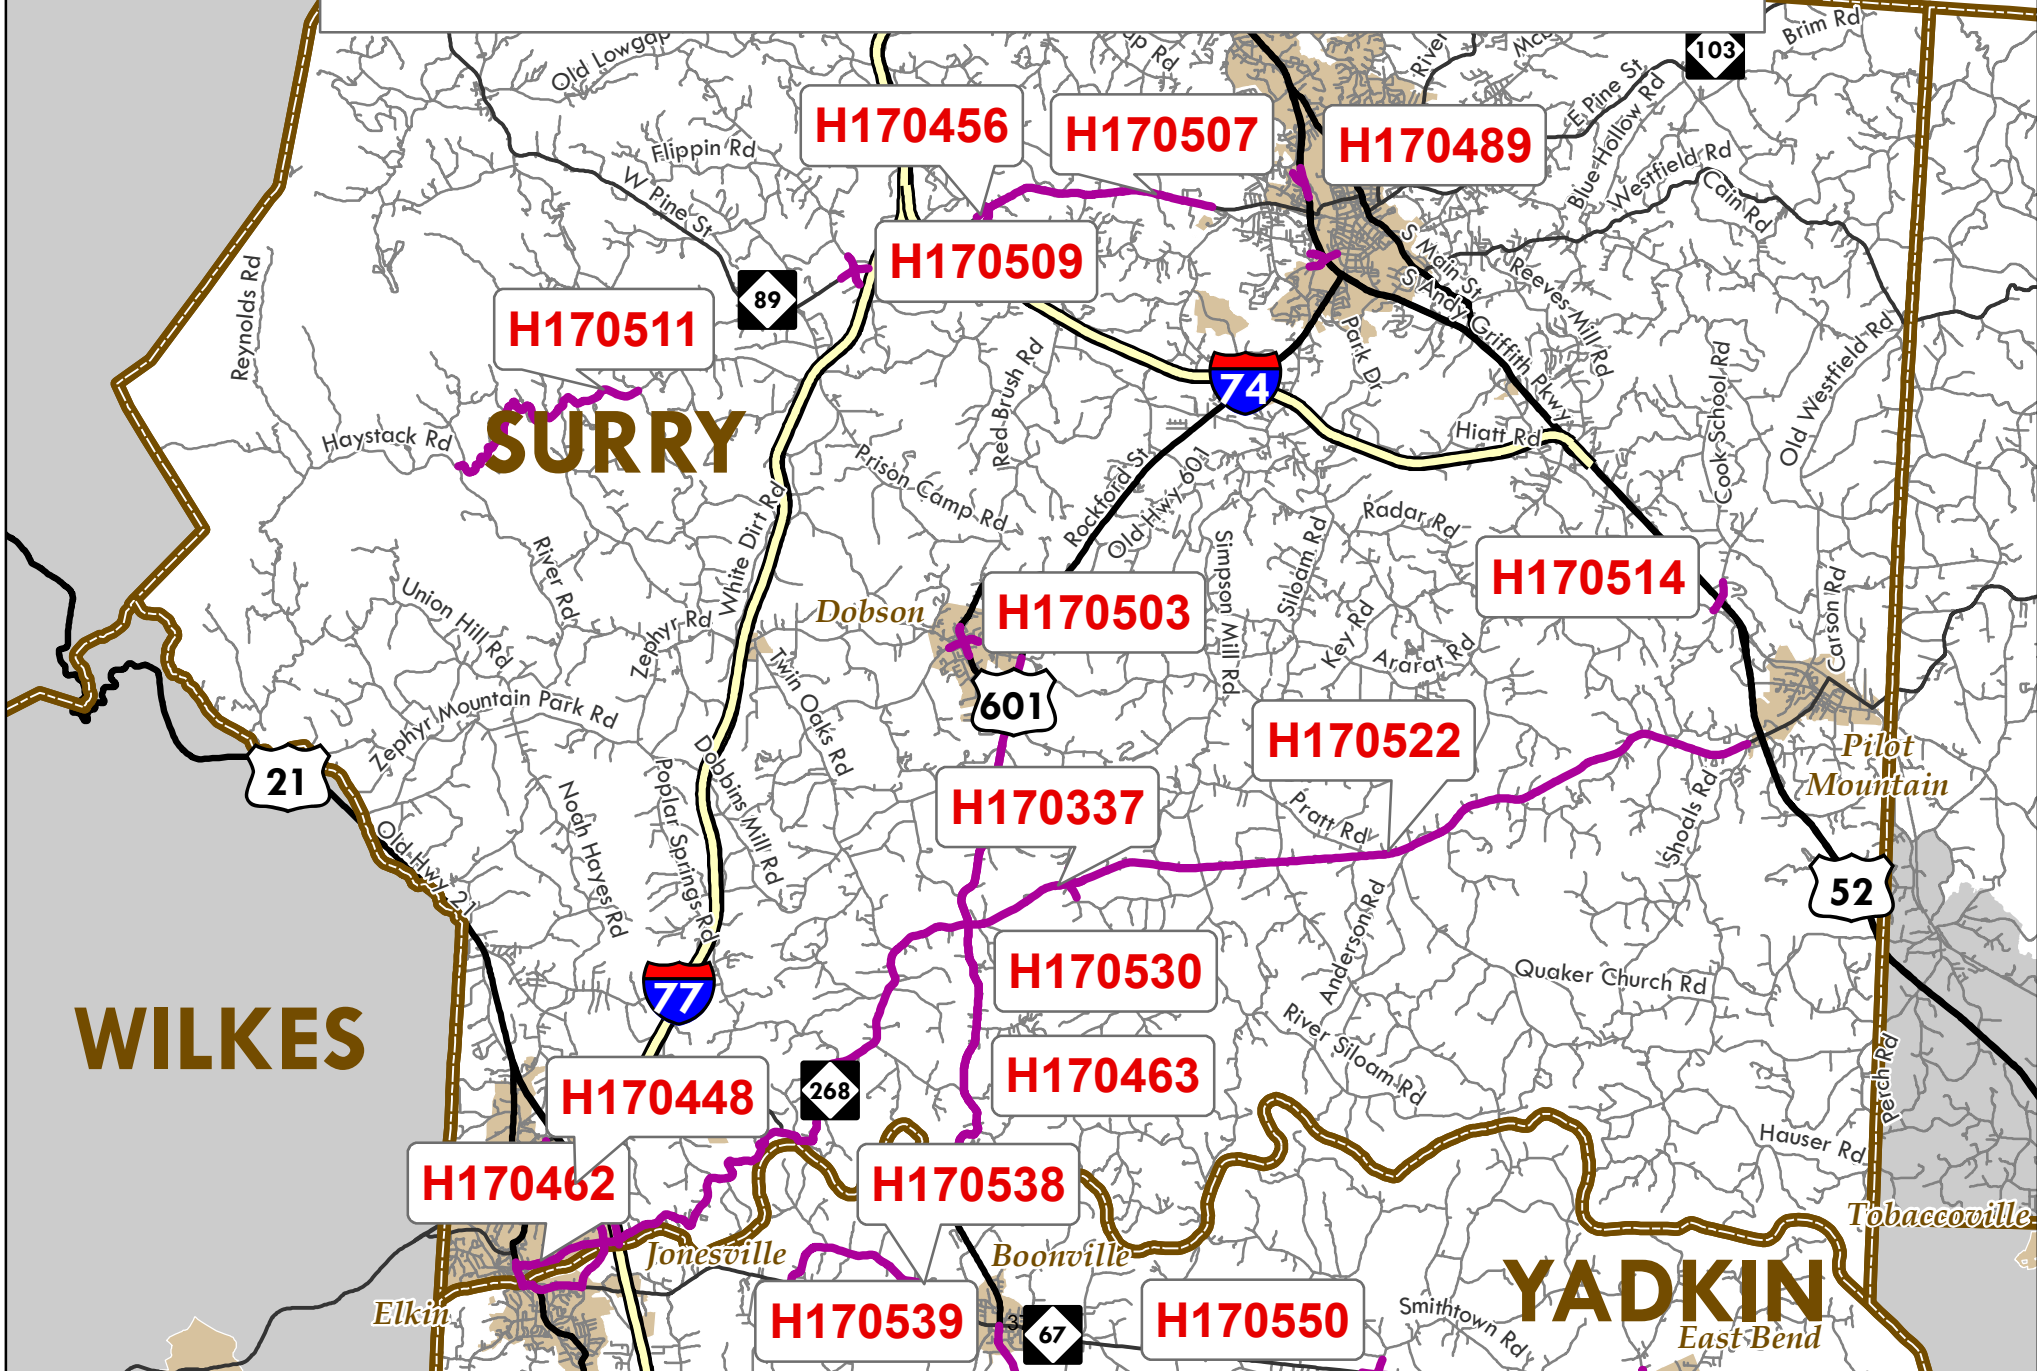 Old Lowgap
ap Rd
River
Mcb
103
Brim Rd
E Pine St
Blue Hollow Rd
H170456
H170507
H170489
Flippin Rd
W Pine St
Westfield Rd
Cain Rd
H170509
S Main St
Reeves Mill Rd
Reynolds Rd
89
S Andy Griffith Pkwy
H170511
Park Dr
Old Westfield Rd
Red Brush Rd
74
Cook School Rd
Haystack Rd
SURRY
Hiatt Rd
Prison Camp Rd
Rockford St
Old Hwy 601
White Dirt Rd
Radar Rd
Siloam Rd
Simpson Mill Rd
River Rd
H170514
Union Hill Rd
Carson Rd
Dobson
H170503
Zephyr Rd
Key Rd
Ararat Rd
Twin Oaks Rd
601
Zephyr Mountain Park Rd
H170522
Pilot
Mountain
21
Dobbins Mill Rd
Poplar Springs Rd
Noah Hayes Rd
H170337
Pratt Rd
Shoals Rd
Old Hwy 21
52
Anderson Rd
H170530
Quaker Church Rd
77
River Siloam Rd
WILKES
H170463
Perch Rd
268
H170448
Hauser Rd
H170462
H170538
Tobaccoville
Jonesville
Boonville
YADKIN
Elkin
H170539
67
H170550
Smithtown Rd
East Bend